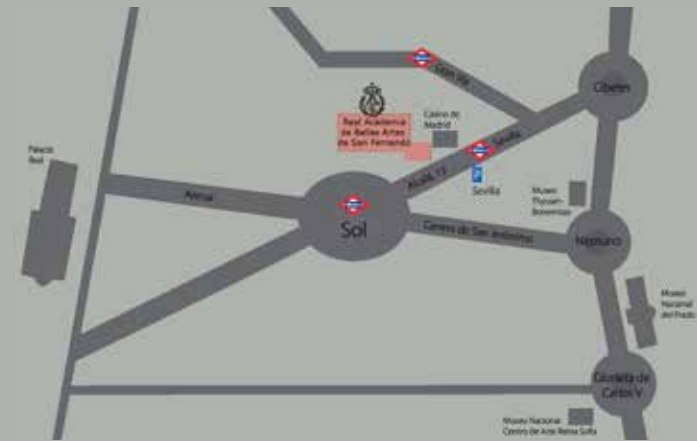 Gran Vía
Cibeles
Real Academia
de Bellas Artes
de San Fernando
Casino de
Madrid
Sevilla
Alcalá, 13
Palacio
Real
P
Sevilla
Museo
Thyssen-
Bornemisza
Arenal
Sol
Carrera de San Jerónimo
Neptuno
Museo
Nacional
del Prado
Glorieta de
Carlos V
Museo Nacional
Centro de Arte Reina Sofía